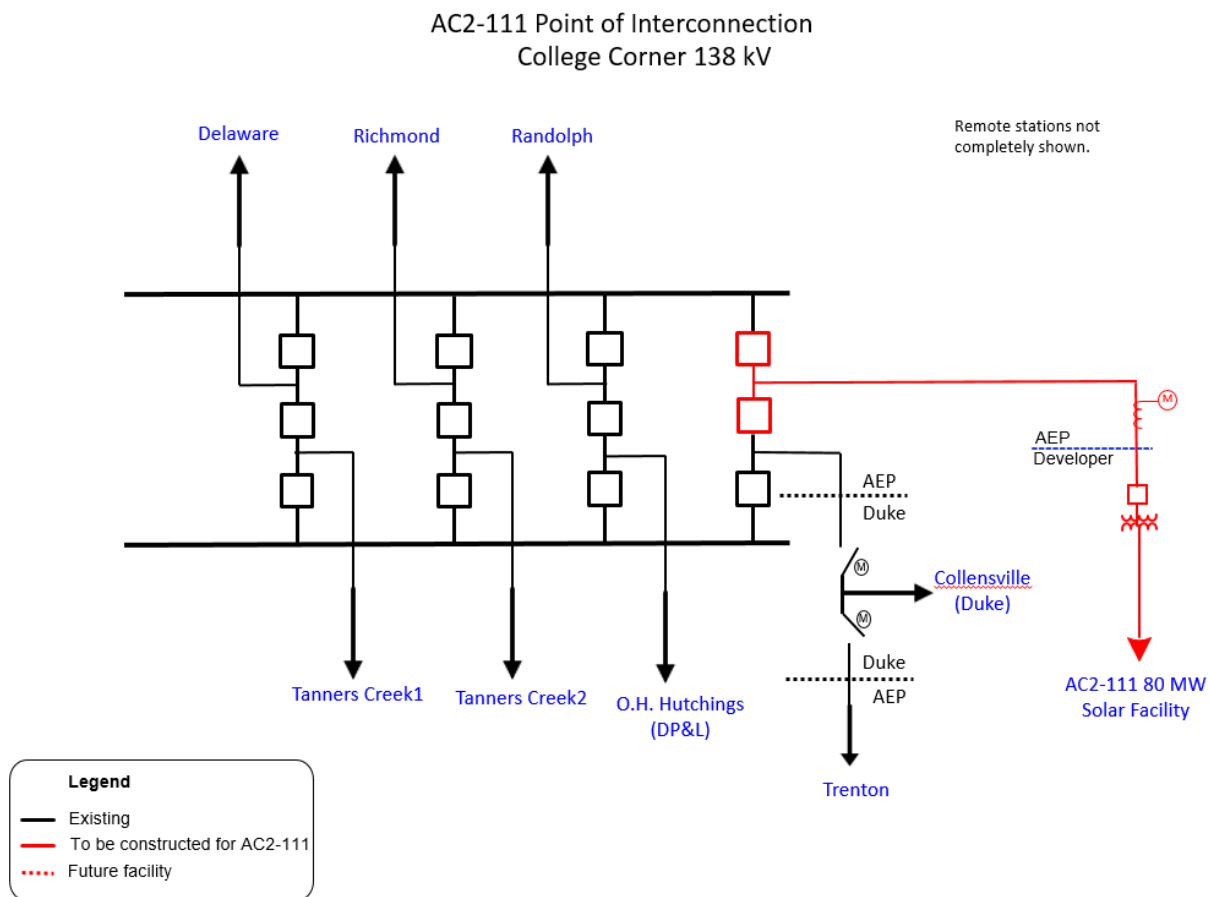 AC2-111 Point of Interconnection
College Corner 138 kV
Delaware
Richmond
Randolph
Remote stations not
completely shown.
M
AEP
Developer
AEP
Duke
M
Collensville
(Duke)
M
Duke
AEP
Tanners Creek1
Tanners Creek2
O.H. Hutchings
(DP&L)
AC2-111 80 MW
Solar Facility
Trenton
Legend
Existing
To be constructed for AC2-111
Future facility